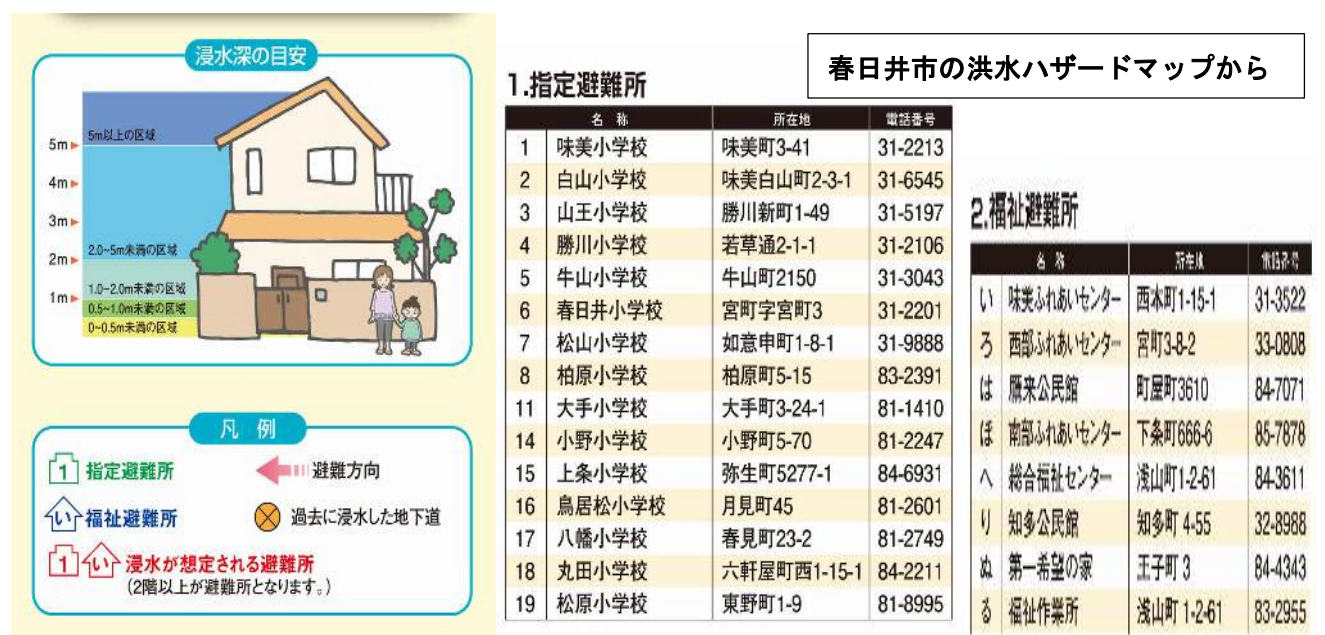 春日井市の洪水ハザードマップから
浸水深の目安
5m
5m以上の区域
4m
3m
2m
2.0~5m未満の区域
1m
1.0~2.0m未満の区域
0.5~1.0m未満の区域
0~0.5m未満の区域
凡 例
1 指定避難所
避難方向
い 福祉避難所
過去に浸水した地下道
1 い 浸水が想定される避難所
(2階以上が避難所となります。)
1.指定避難所
名 称 所在地 電話番号
1 味美小学校 味美町3-41 31-2213
2 白山小学校 味美白山町2-3-1 31-6545
3 山王小学校 勝川新町1-49 31-5197
4 勝川小学校 若草通2-1-1 31-2106
5 牛山小学校 牛山町2150 31-3043
6 春日井小学校 宮町字宮町3 31-2201
7 松山小学校 如意申町1-8-1 31-9888
8 柏原小学校 柏原町5-15 83-2391
11 大手小学校 大手町3-24-1 81-1410
14 小野小学校 小野町5-70 81-2247
15 上条小学校 弥生町5277-1 84-6931
16 鳥居松小学校 月見町45 81-2601
17 八幡小学校 春見町23-2 81-2749
18 丸田小学校 六軒屋町西1-15-1 84-2211
19 松原小学校 東野町1-9 81-8995
2.福祉避難所
名 称 所在地 電話番号
い 味美ふれあいセンター 西本町1-15-1 31-3522
ろ 西部ふれあいセンター 宮町3-8-2 33-0808
は 鷹来公民館 町屋町3610 84-7071
ほ 南部ふれあいセンター 下条町666-6 85-7878
へ 総合福祉センター 浅山町1-2-61 84-3611
り 知多公民館 知多町 4-55 32-8988
ぬ 第一希望の家 王子町 3 84-4343
る 福祉作業所 浅山町 1-2-61 83-2955